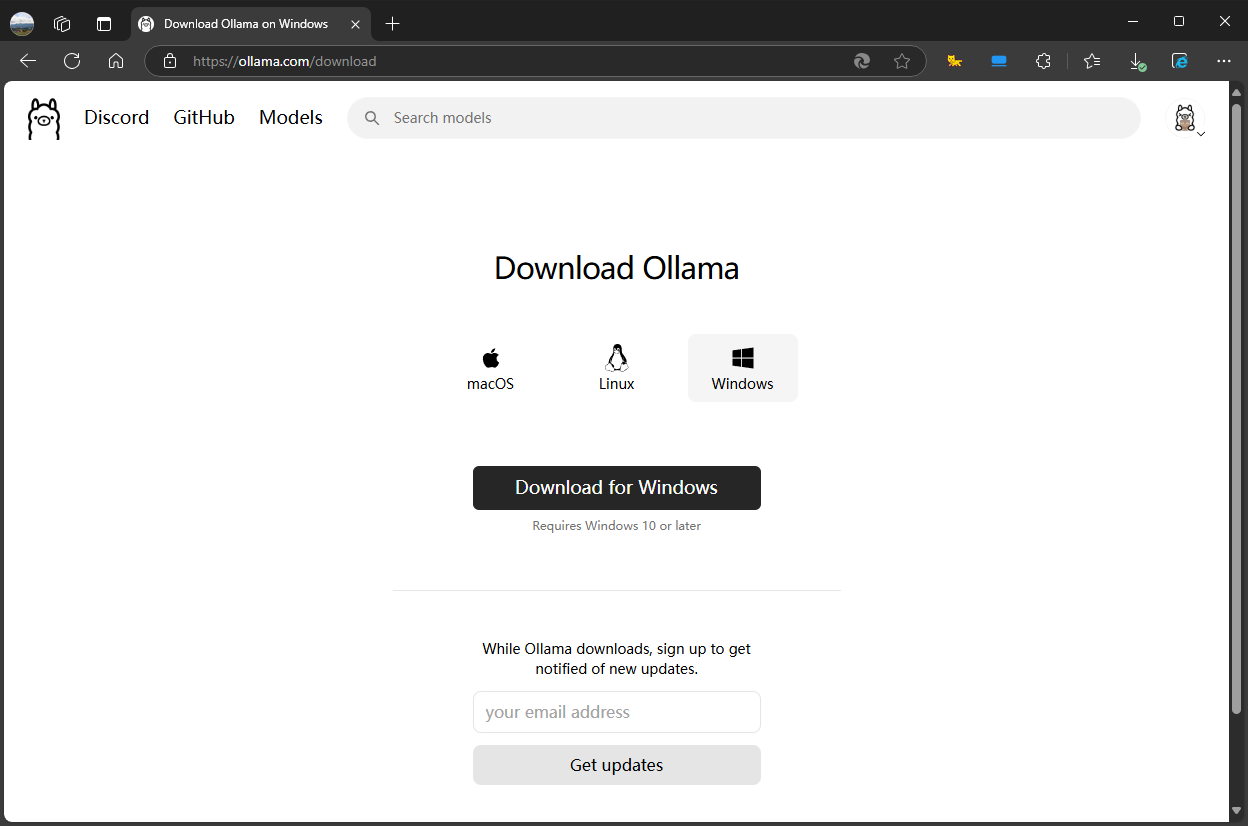 Download Ollama on Windows
https://ollama.com/download
Discord GitHub Models Search models
Download Ollama
macOS Linux Windows
Download for Windows
Requires Windows 10 or later
While Ollama downloads, sign up to get
notified of new updates.
your email address
Get updates